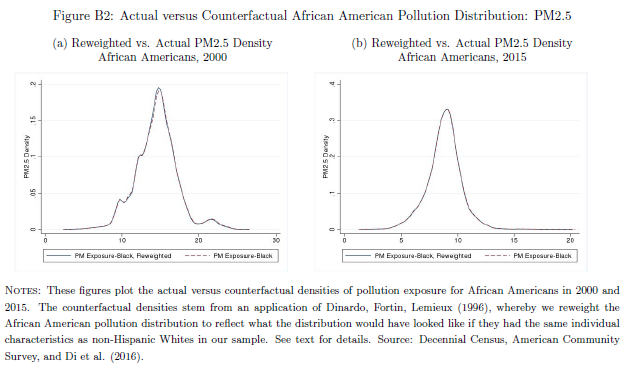 Figure B2: Actual versus Counterfactual African American Pollution Distribution: PM2.5
(a) Reweighted vs. Actual PM2.5 Density
African Americans, 2000
(b) Reweighted vs. Actual PM2.5 Density
African Americans, 2015
PM2.5 Density
0 .05 .1 .15 .2
0 10 20 30
PM Exposure-Black, Reweighted PM Exposure-Black
PM2.5 Density
0 .1 .2 .3 .4
0 5 10 15 20
PM Exposure-Black, Reweighted PM Exposure-Black
NOTES: These figures plot the actual versus counterfactual densities of pollution exposure for African Americans in 2000 and
2015. The counterfactual densities stem from an application of Dinardo, Fortin, Lemieux (1996), whereby we reweight the
African American pollution distribution to reflect what the distribution would have looked like if they had the same individual
characteristics as non-Hispanic Whites in our sample. See text for details. Source: Decennial Census, American Community
Survey, and Di et al. (2016).